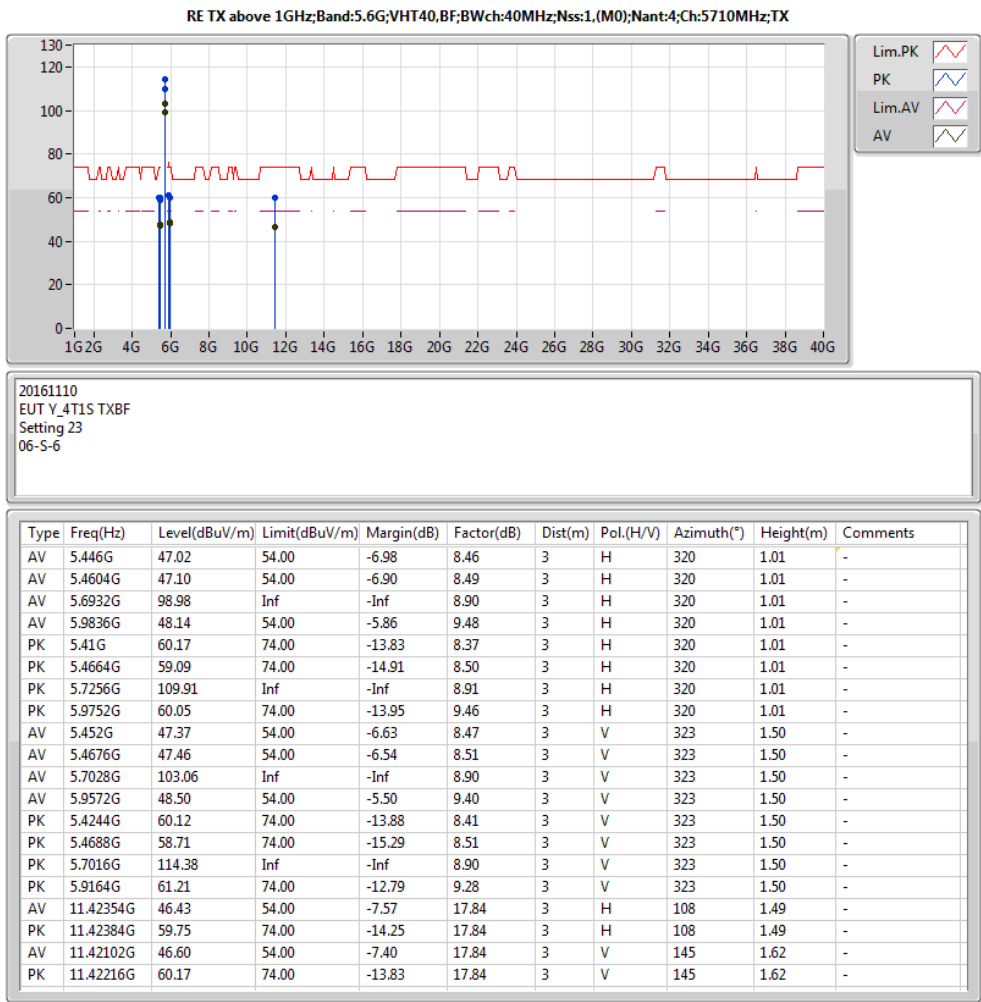 RE TX above 1GHz;Band:5.6G;VHT40,BF;BWch:40MHz;Nss:1,(M0);Nant:4;Ch:5710MHz;TX
130
120
100
80
60
40
20
0
1G 2G 4G 6G 8G 10G 12G 14G 16G 18G 20G 22G 24G 26G 28G 30G 32G 34G 36G 38G 40G
Lim.PK
PK
Lim.AV
AV
20161110
EUT Y_4T1S TXBF
Setting 23
06-S-6
Type Freq(Hz) Level(dBuV/m) Limit(dBuV/m) Margin(dB) Factor(dB) Dist(m) Pol.(H/V) Azimuth(°) Height(m) Comments
AV 5.446G 47.02 54.00 -6.98 8.46 3 H 320 1.01 -
AV 5.4604G 47.10 54.00 -6.90 8.49 3 H 320 1.01 -
AV 5.6932G 98.98 Inf -Inf 8.90 3 H 320 1.01 -
AV 5.9836G 48.14 54.00 -5.86 9.48 3 H 320 1.01 -
PK 5.41G 60.17 74.00 -13.83 8.37 3 H 320 1.01 -
PK 5.4664G 59.09 74.00 -14.91 8.50 3 H 320 1.01 -
PK 5.7256G 109.91 Inf -Inf 8.91 3 H 320 1.01 -
PK 5.9752G 60.05 74.00 -13.95 9.46 3 H 320 1.01 -
AV 5.452G 47.37 54.00 -6.63 8.47 3 V 323 1.50 -
AV 5.4676G 47.46 54.00 -6.54 8.51 3 V 323 1.50 -
AV 5.7028G 103.06 Inf -Inf 8.90 3 V 323 1.50 -
AV 5.9572G 48.50 54.00 -5.50 9.40 3 V 323 1.50 -
PK 5.4244G 60.12 74.00 -13.88 8.41 3 V 323 1.50 -
PK 5.4688G 58.71 74.00 -15.29 8.51 3 V 323 1.50 -
PK 5.7016G 114.38 Inf -Inf 8.90 3 V 323 1.50 -
PK 5.9164G 61.21 74.00 -12.79 9.28 3 V 323 1.50 -
AV 11.42354G 46.43 54.00 -7.57 17.84 3 H 108 1.49 -
PK 11.42384G 59.75 74.00 -14.25 17.84 3 H 108 1.49 -
AV 11.42102G 46.60 54.00 -7.40 17.84 3 V 145 1.62 -
PK 11.42216G 60.17 74.00 -13.83 17.84 3 V 145 1.62 -